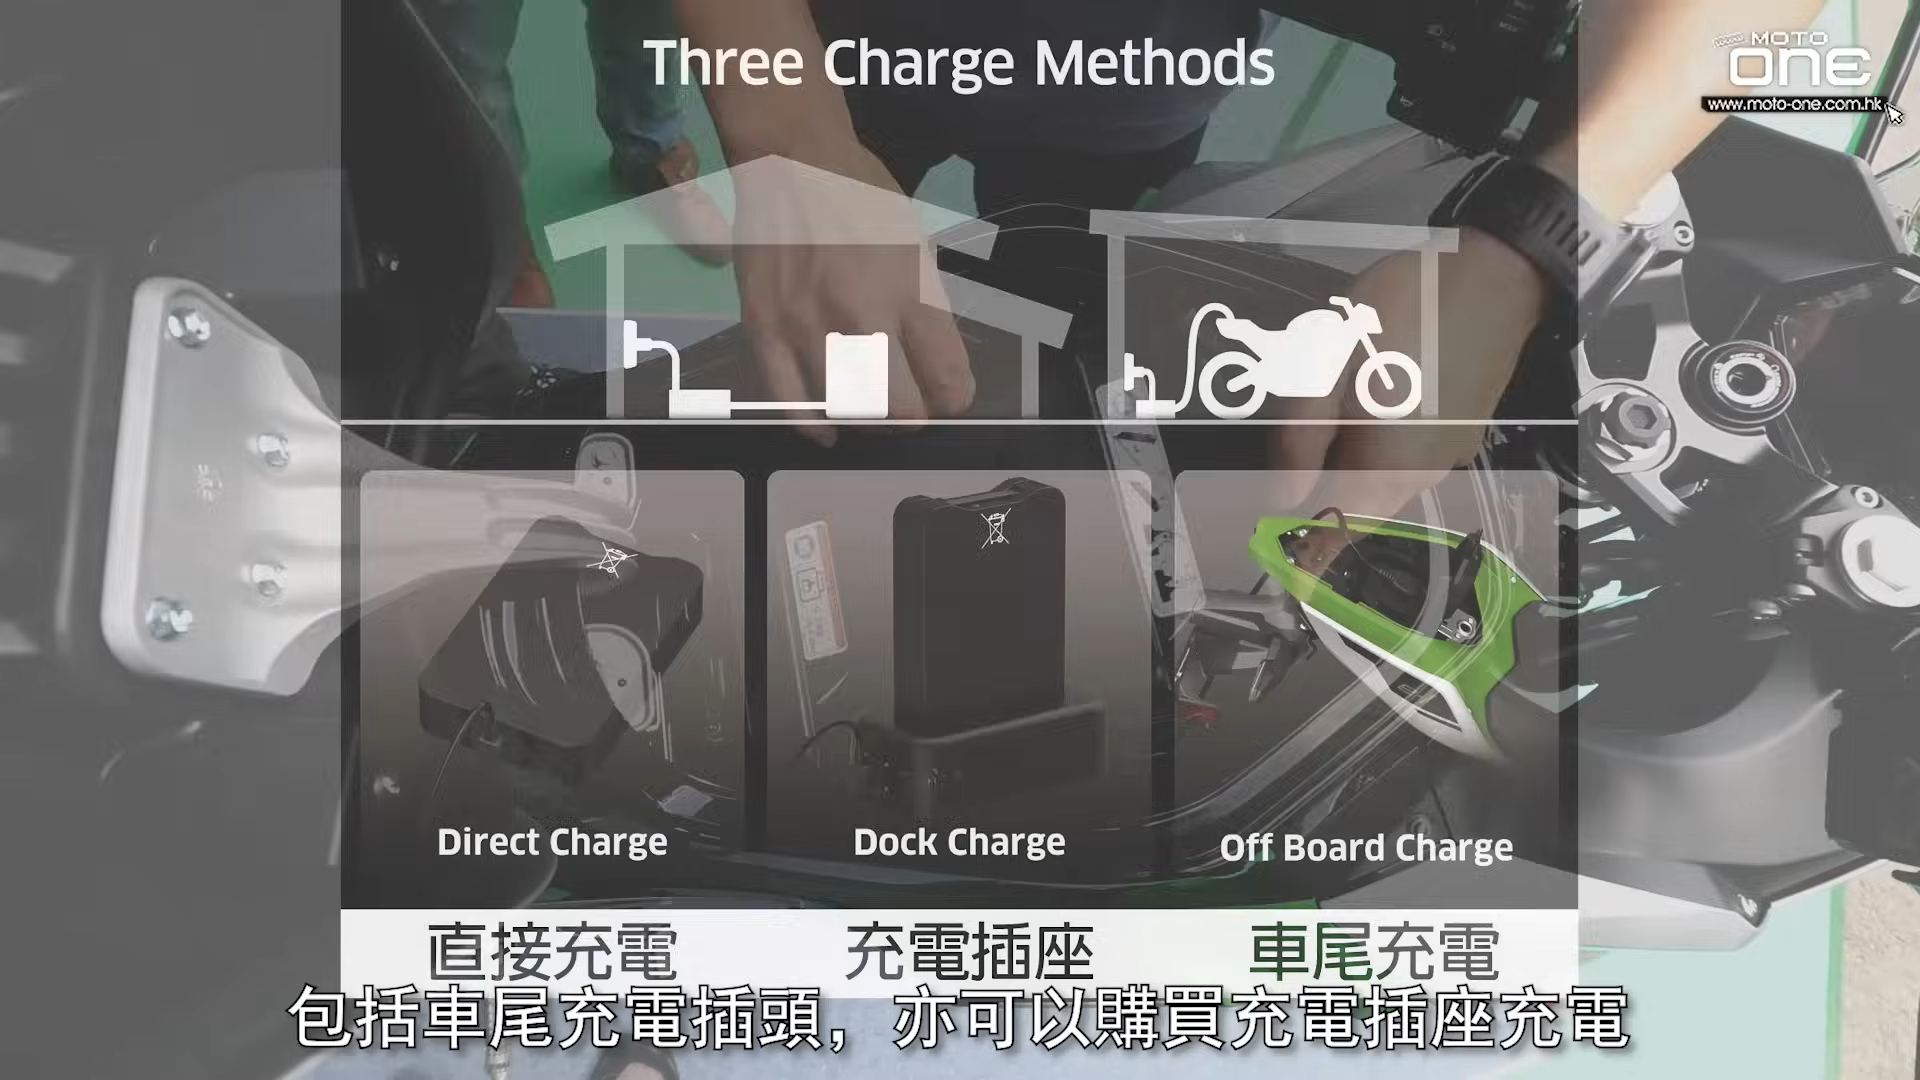 Three Charge Methods
MOTO
one
www.moto-one.com.hk
Direct Charge
Dock Charge
Off Board Charge
直接充電
充電插座
車尾充電
包括車尾充電插頭，亦可以購買充電插座充電